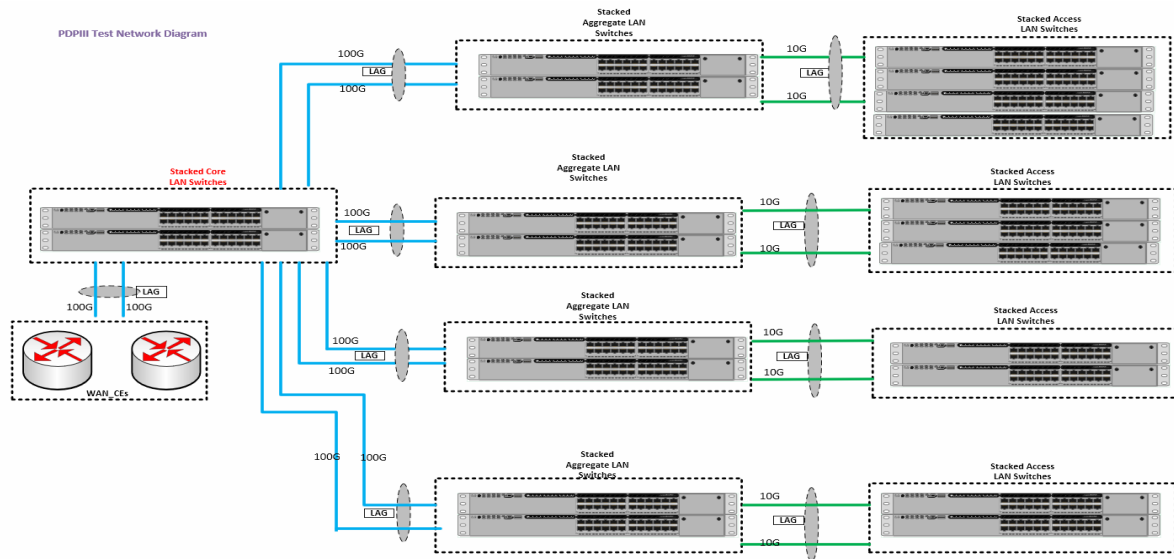 PDPIII Test Network Diagram
Stacked
Aggregate LAN
Switches
Stacked Access
LAN Switches
100G
LAG
100G
10G
LAG
10G
Stacked Core
LAN Switches
Stacked
Aggregate LAN
Switches
Stacked Access
LAN Switches
100G
LAG
100G
10G
LAG
10G
100G
100G
LAG
WAN_CEs
Stacked
Aggregate LAN
Switches
Stacked Access
LAN Switches
100G
LAG
100G
10G
LAG
10G
Stacked
Aggregate LAN
Switches
Stacked Access
LAN Switches
100G
100G
LAG
10G
LAG
10G